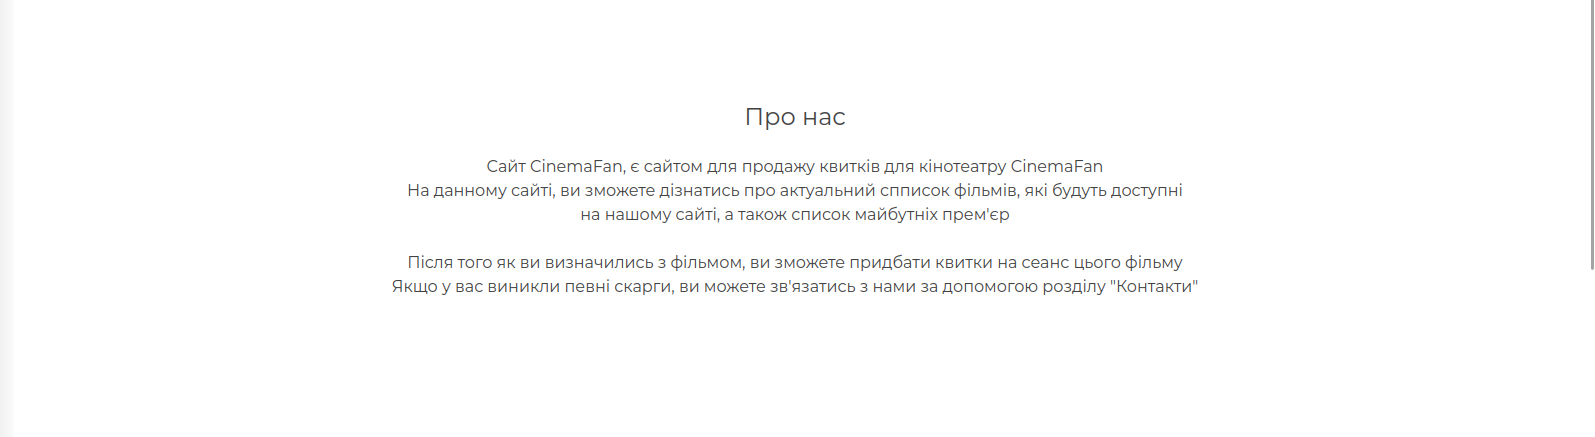 Про нас
Сайт CinemaFan, є сайтом для продажу квитків для кінотеатру CinemaFan
На данному сайті, ви зможете дізнатись про актуальний спписок фільмів, які будуть доступні
на нашому сайті, а також список майбутніх прем'єр
Після того як ви визначились з фільмом, ви зможете придбати квитки на сеанс цього фільму
Якщо у вас виникли певні скарги, ви можете зв'язатись з нами за допомогою розділу "Контакти"